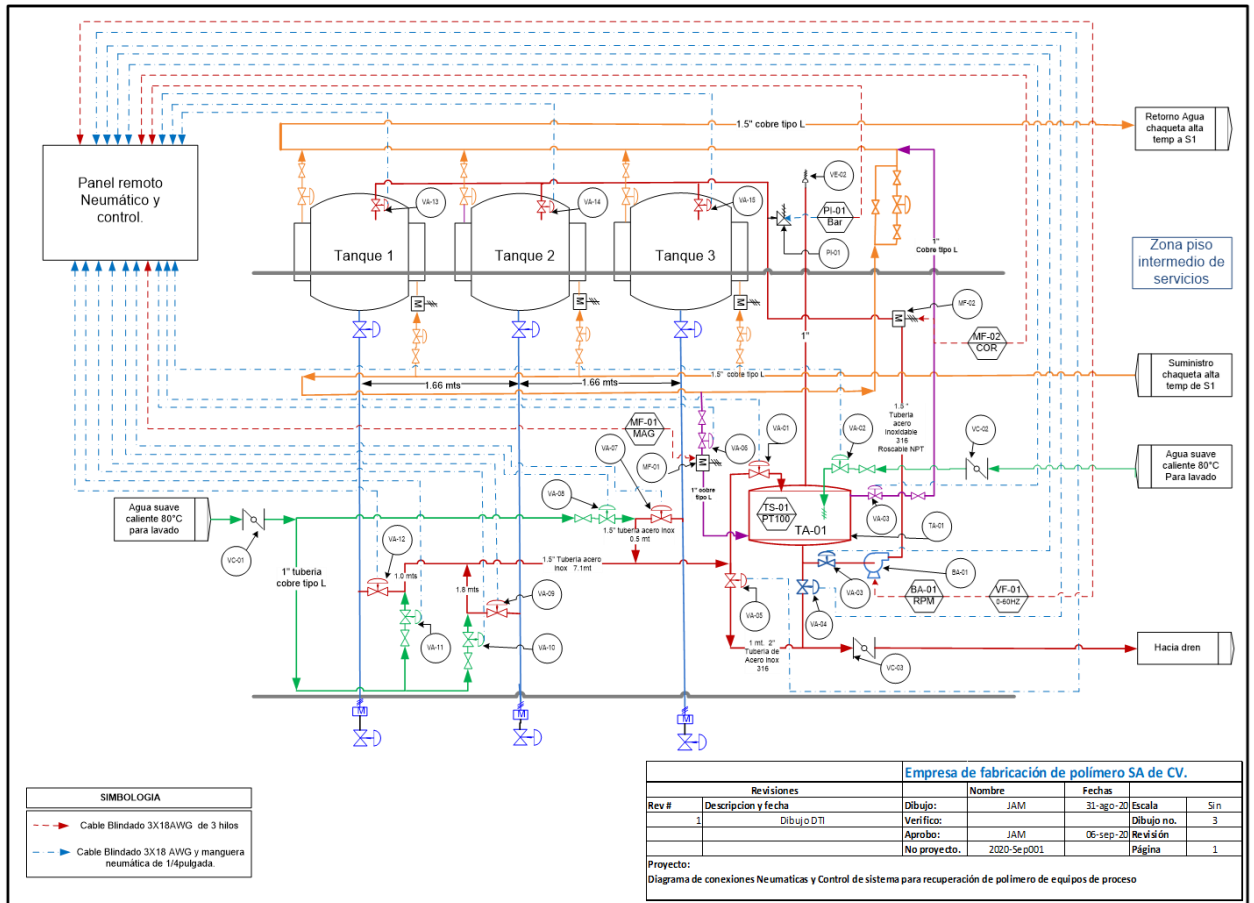 Panel remoto
Neumático y
control.
1.5" cobre tipo L
Retorno Agua
chaqueta alta
temp a S1
VE-02
VA-13
VA-14
VA-15
PI-01
Bar
PI-01
1"
Cobre tipo L
Zona piso
intermedio de
servicios
Tanque 1
Tanque 2
Tanque 3
M
M
M
M
MF-02
1"
MF-02
COR
Suministro
chaqueta alta
temp de S1
1.5" cobre tipo L
1.66 mts
1.66 mts
1.5 "
Tubería
acero
Inoxidable
316
Roscable NPT
MF-01
MAG
VA-06
VA-01
VA-02
VC-02
VA-07
MF-01
M
Agua suave
caliente 80°C
Para lavado
1" cobre
tipo L
VA-08
TS-01
PT100
TA-01
VA-03
TA-01
Agua suave
caliente 80°C
para lavado
VC-01
1.5" tuberia acero inox
0.5 mt
1" tuberia
cobre tipo L
VA-12
1.5" Tuberia acero
inox 7.1mt
1.0 mts
1.8 mts
VA-09
VA-03
BA-01
BA-01
RPM
VF-01
0-60HZ
VA-05
VA-04
VA-11
VA-10
1 mt. 2"
Tuberia de
Acero Inox
316
VC-03
Hacia dren
M
M
M
SIMBOLOGIA
Cable Blindado 3X18AWG de 3 hilos
Cable Blindado 3X18 AWG y manguera
neumática de 1/4pulgada.
Empresa de fabricación de polímero SA de CV.
Revisiones Nombre Fechas
Rev # Descripcion y fecha Dibujo: JAM 31-ago-20 Escala Sin
1 Dibujo DTI Verifico: Dibujo no. 3
Aprobo: JAM 06-sep-20 Revisión
No proyecto. 2020-Sep001 Página 1
Proyecto:
Diagrama de conexiones Neumaticas y Control de sistema para recuperación de polimero de equipos de proceso